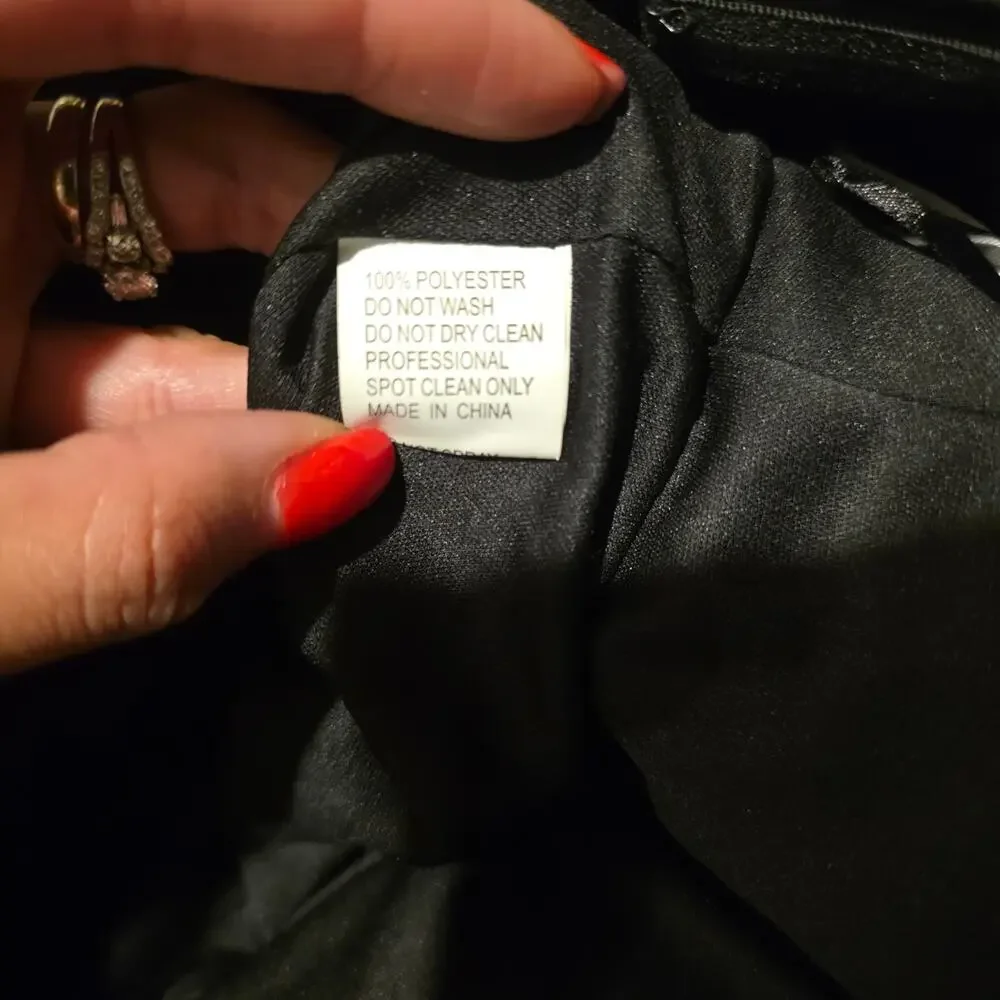 100% POLYESTER
DO NOT WASH
DO NOT DRY CLEAN
PROFESSIONAL
SPOT CLEAN ONLY
MADE IN CHINA